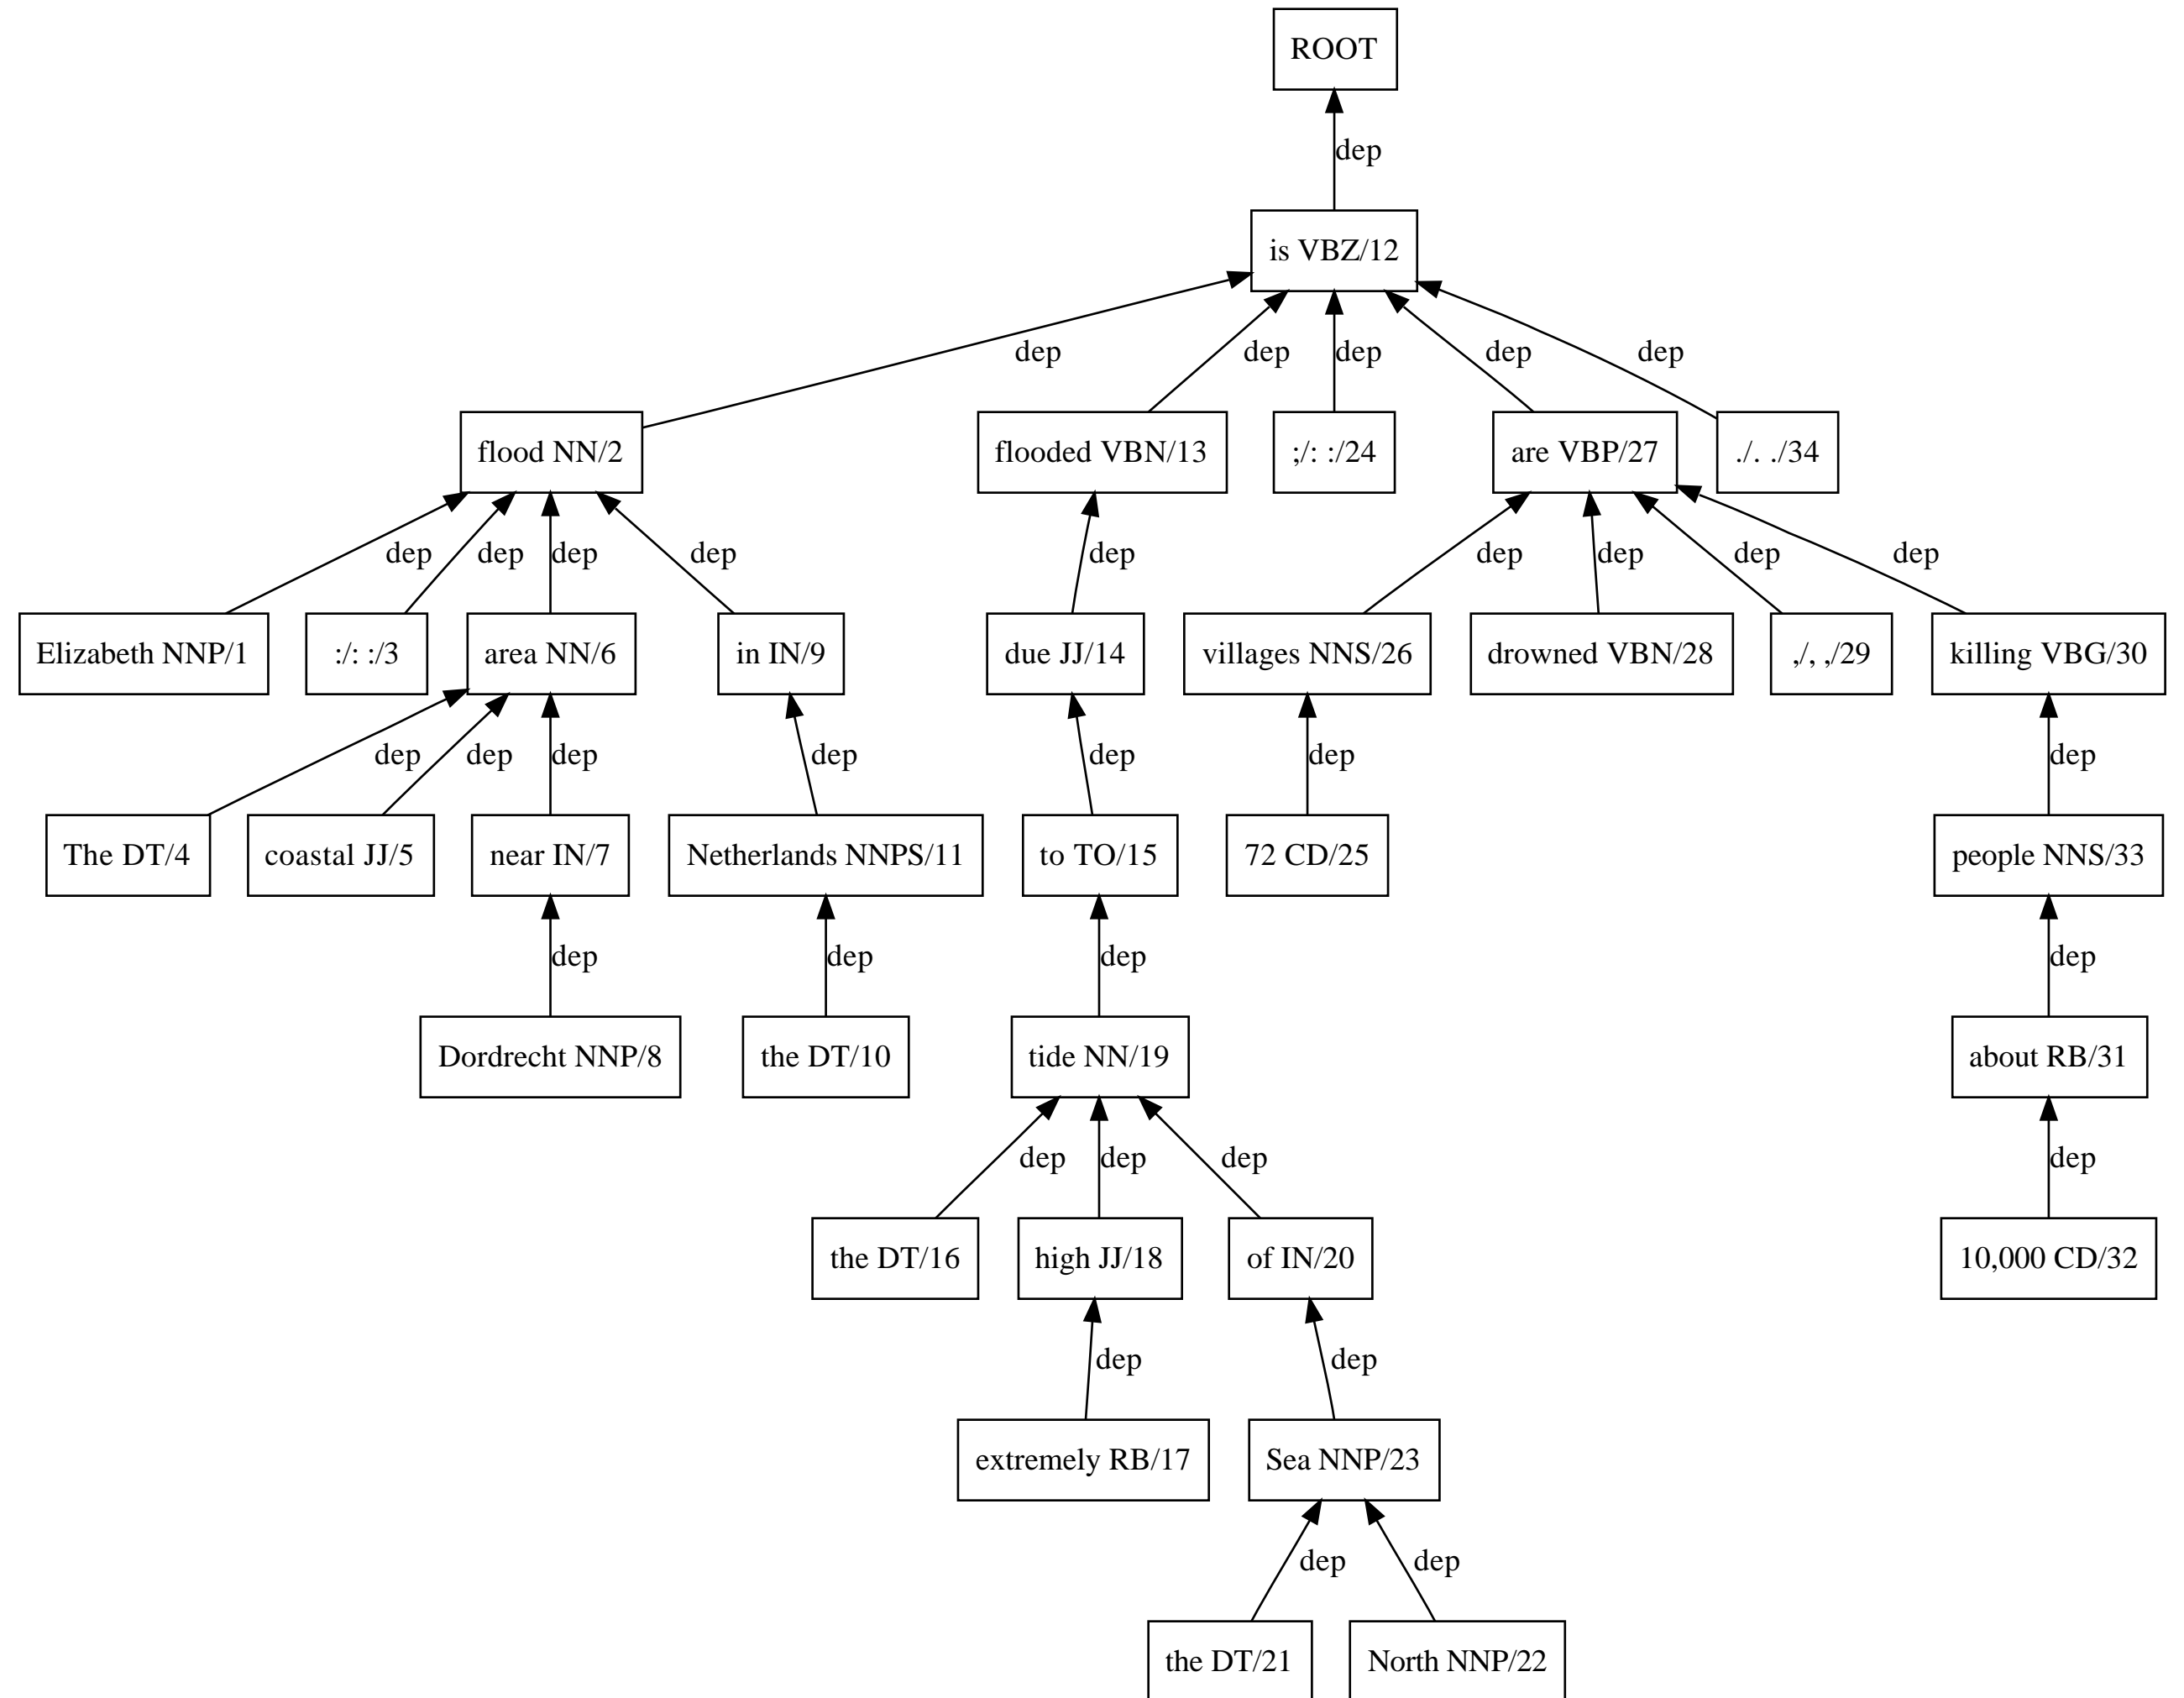 ROOT
dep
is VBZ/12
dep dep dep dep dep
flood NN/2 flooded VBN/13 ;/: :/24 are VBP/27 ./. ./34
dep dep dep dep dep dep dep dep dep
Elizabeth NNP/1 :/: :/3 area NN/6 in IN/9 due JJ/14 villages NNS/26 drowned VBN/28 ,/, ,/29 killing VBG/30
dep dep dep dep dep dep dep
The DT/4 coastal JJ/5 near IN/7 Netherlands NNPS/11 to TO/15 72 CD/25 people NNS/33
dep dep dep dep
Dordrecht NNP/8 the DT/10 tide NN/19 about RB/31
dep dep dep dep
the DT/16 high JJ/18 of IN/20 10,000 CD/32
dep dep
extremely RB/17 Sea NNP/23
dep dep
the DT/21 North NNP/22